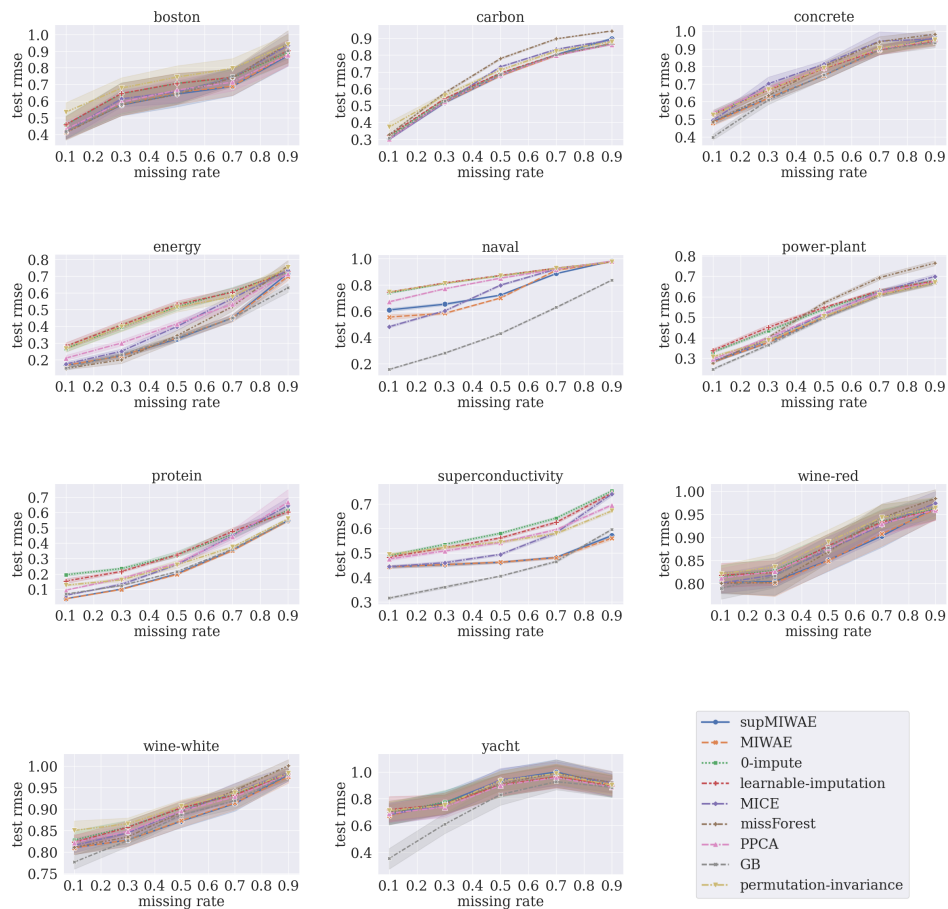 boston
test rmse
1.0
0.9
0.8
0.7
0.6
0.5
0.4
0.1 0.2 0.3 0.4 0.5 0.6 0.7 0.8 0.9
missing rate
carbon
test rmse
0.9
0.8
0.7
0.6
0.5
0.4
0.3
0.1 0.2 0.3 0.4 0.5 0.6 0.7 0.8 0.9
missing rate
concrete
test rmse
1.0
0.9
0.8
0.7
0.6
0.5
0.4
0.1 0.2 0.3 0.4 0.5 0.6 0.7 0.8 0.9
missing rate
energy
test rmse
0.8
0.7
0.6
0.5
0.4
0.3
0.2
0.1 0.2 0.3 0.4 0.5 0.6 0.7 0.8 0.9
missing rate
naval
test rmse
1.0
0.8
0.6
0.4
0.2
0.1 0.2 0.3 0.4 0.5 0.6 0.7 0.8 0.9
missing rate
power-plant
test rmse
0.8
0.7
0.6
0.5
0.4
0.3
0.1 0.2 0.3 0.4 0.5 0.6 0.7 0.8 0.9
missing rate
protein
test rmse
0.7
0.6
0.5
0.4
0.3
0.2
0.1
0.1 0.2 0.3 0.4 0.5 0.6 0.7 0.8 0.9
missing rate
superconductivity
test rmse
0.7
0.6
0.5
0.4
0.3
0.1 0.2 0.3 0.4 0.5 0.6 0.7 0.8 0.9
missing rate
wine-red
test rmse
1.00
0.95
0.90
0.85
0.80
0.1 0.2 0.3 0.4 0.5 0.6 0.7 0.8 0.9
missing rate
wine-white
test rmse
1.00
0.95
0.90
0.85
0.80
0.75
0.1 0.2 0.3 0.4 0.5 0.6 0.7 0.8 0.9
missing rate
yacht
test rmse
1.0
0.8
0.6
0.4
0.1 0.2 0.3 0.4 0.5 0.6 0.7 0.8 0.9
missing rate
supMIWAE
MIWAE
0-impute
learnable-imputation
MICE
missForest
PPCA
GB
permutation-invariance